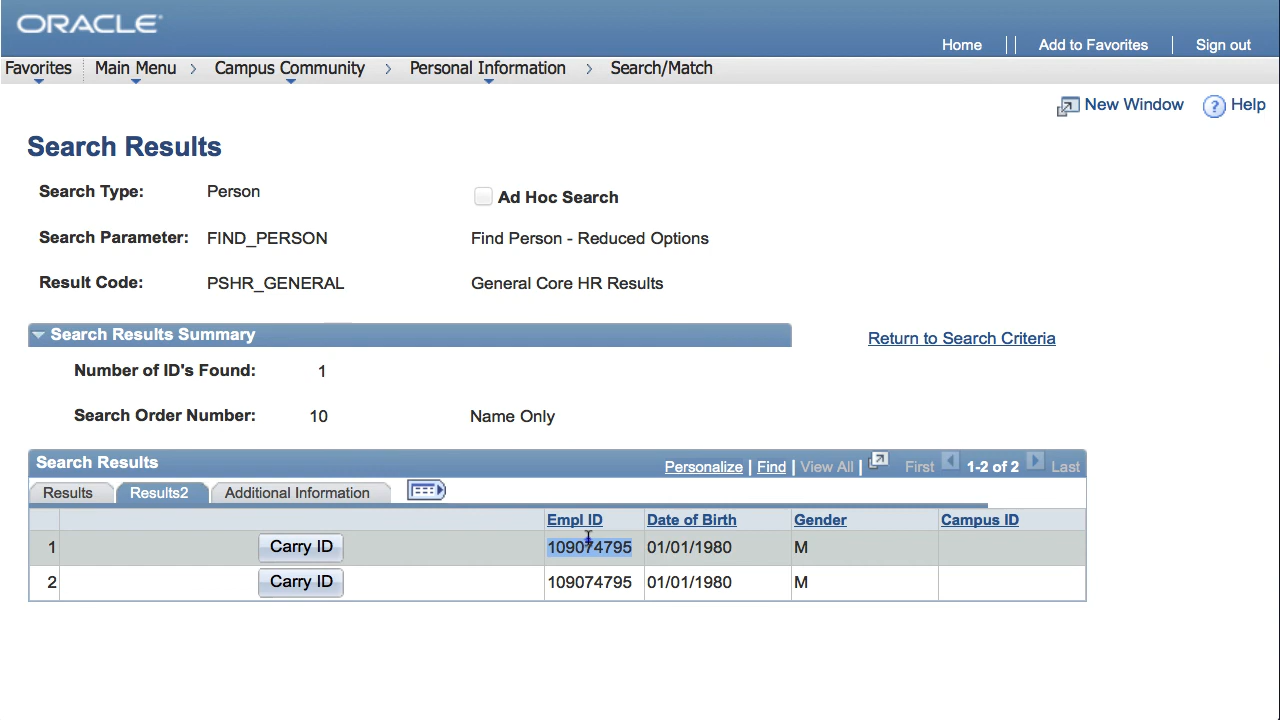 ORACLE
Home Add to Favorites Sign out
Favorites Main Menu > Campus Community > Personal Information > Search/Match
New Window ? Help
Search Results
Search Type: Person Ad Hoc Search
Search Parameter: FIND_PERSON Find Person - Reduced Options
Result Code: PSHR_GENERAL General Core HR Results
Search Results Summary
Return to Search Criteria
Number of ID's Found: 1
Search Order Number: 10 Name Only
Search Results Personalize | Find | View All | First 1-2 of 2 Last
Results Results2 Additional Information
Empl ID Date of Birth Gender Campus ID
1 Carry ID 109074795 01/01/1980 M
2 Carry ID 109074795 01/01/1980 M